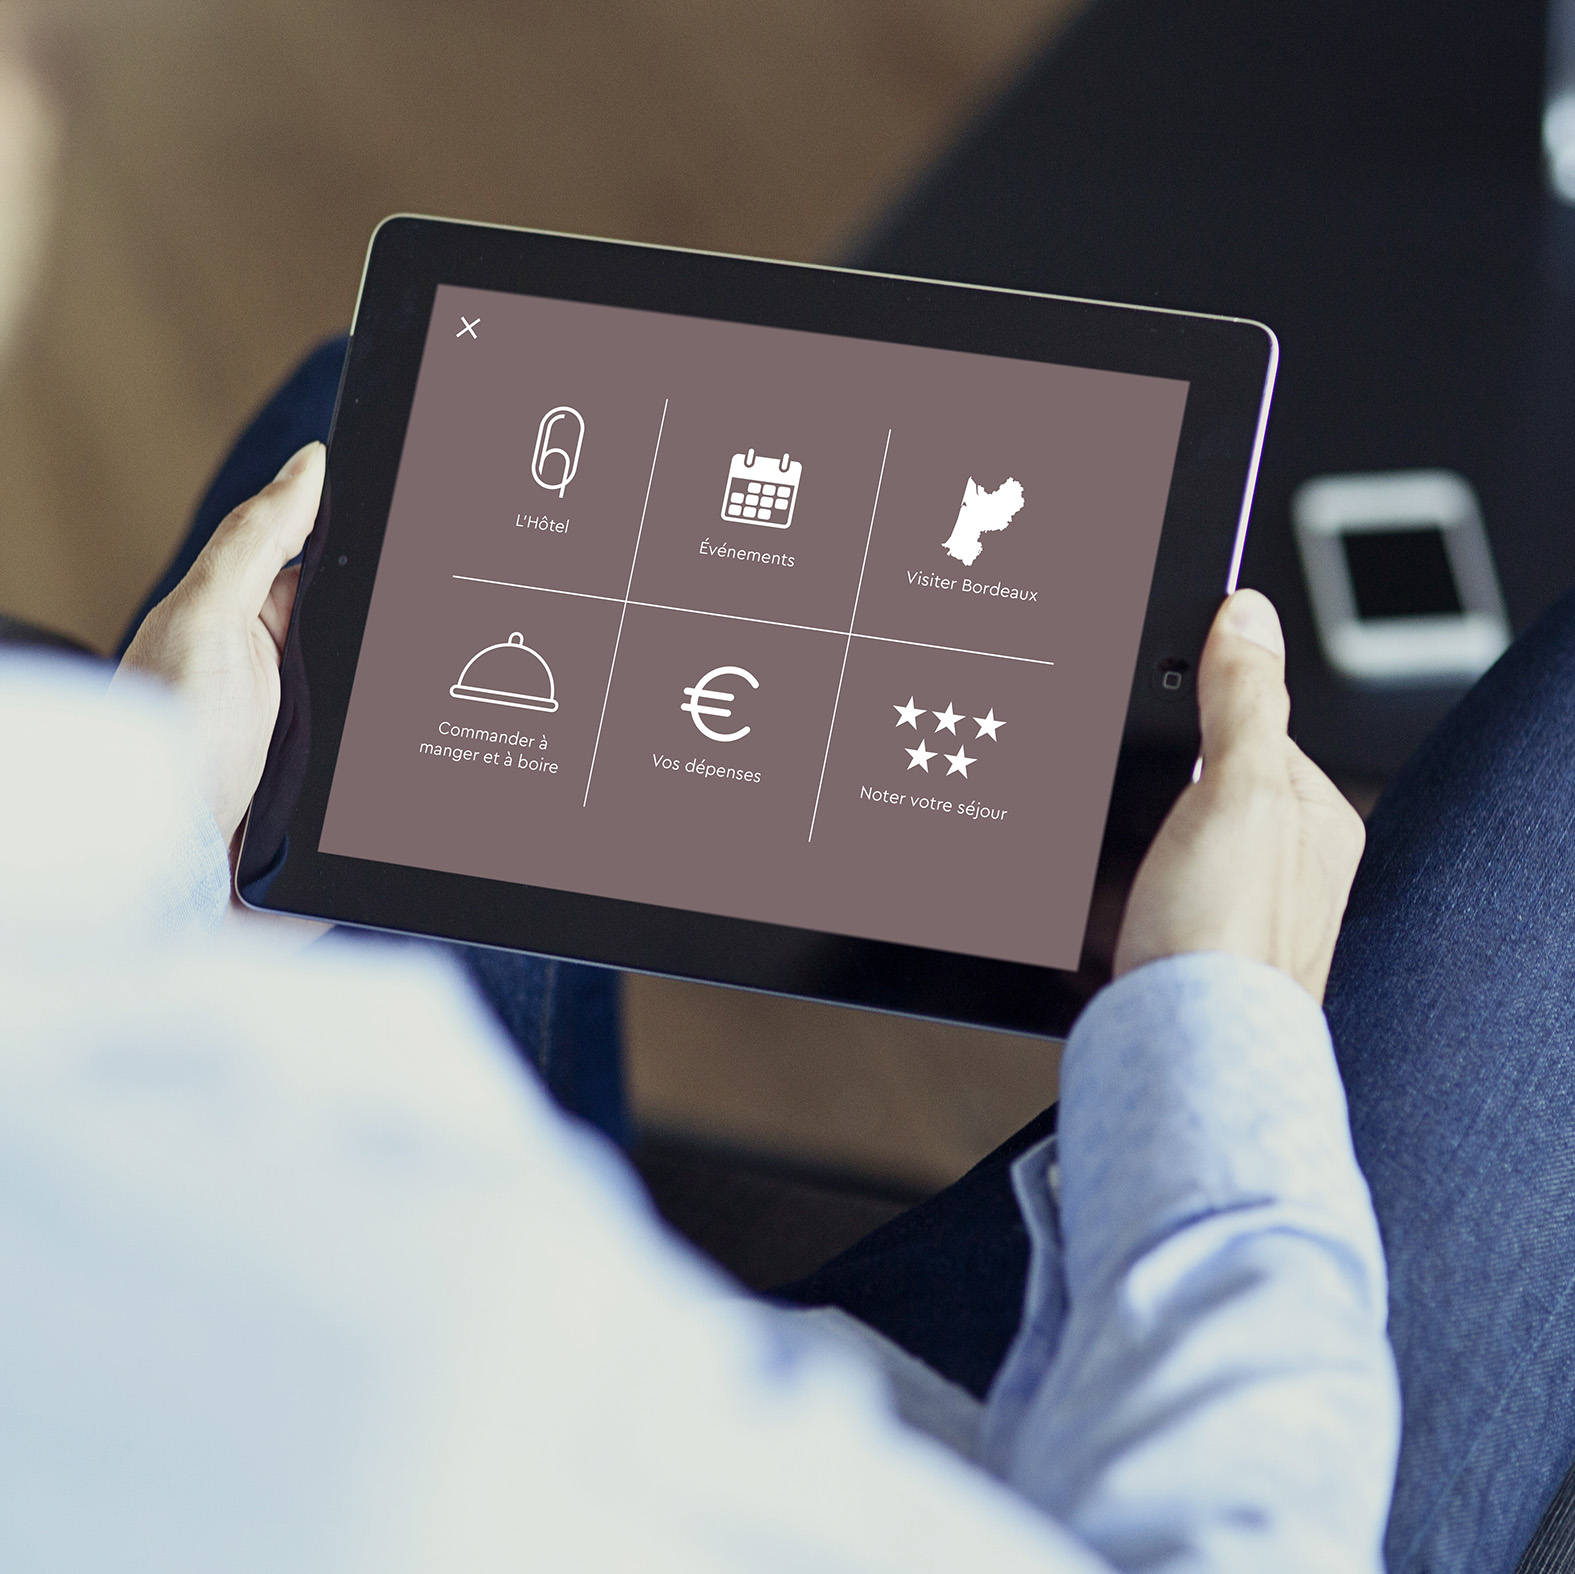 L'Hôtel
Événements
Visiter Bordeaux
Commander à
manger et à boire
Vos dépenses
Noter votre séjour